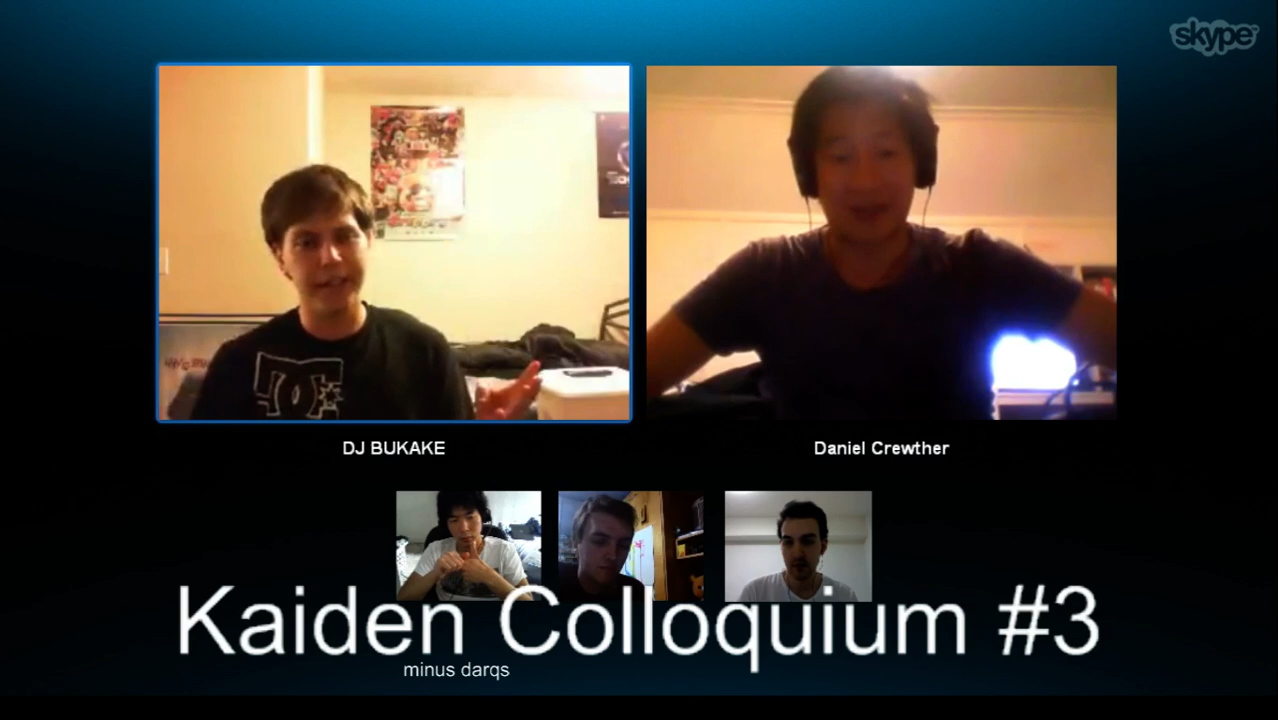 skype
DJ BUKAKE
Daniel Crewther
Kaiden Colloquium #3
minus darqs